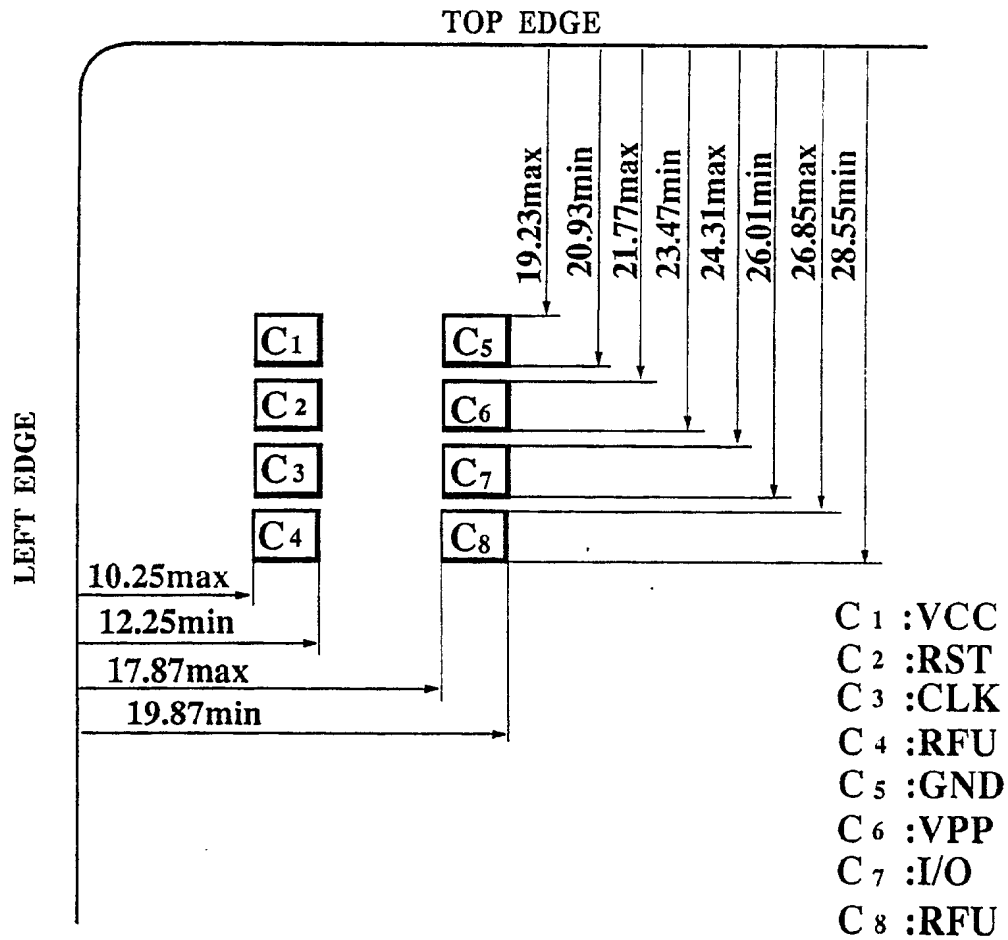 TOP EDGE
19.23max
20.93min
21.77max
23.47min
24.31max
26.01min
26.85max
28.55min
LEFT EDGE
C1
C5
C2
C6
C3
C7
C4
C8
10.25max
12.25min
17.87max
19.87min
C1 :VCC
C2 :RST
C3 :CLK
C4 :RFU
C5 :GND
C6 :VPP
C7 :I/O
C8 :RFU